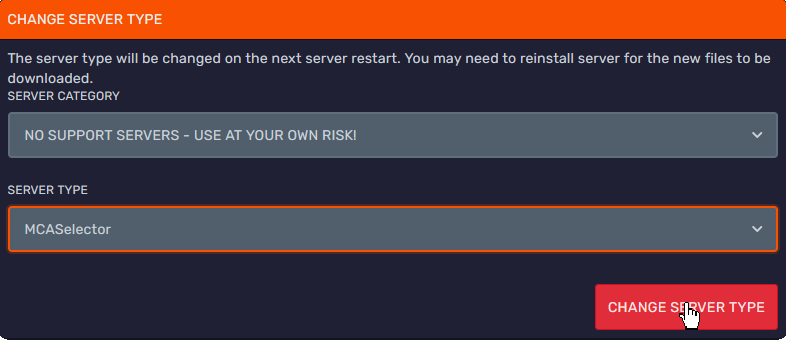 CHANGE SERVER TYPE
The server type will be changed on the next server restart. You may need to reinstall server for the new files to be
downloaded.
SERVER CATEGORY
NO SUPPORT SERVERS - USE AT YOUR OWN RISK!
SERVER TYPE
MCASelector
CHANGE SERVER TYPE